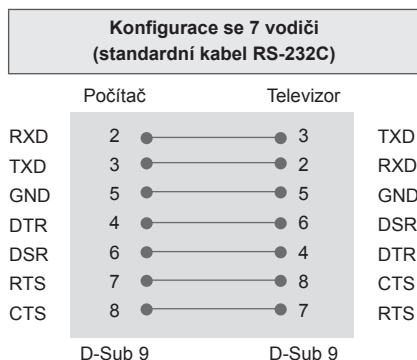 Konfigurace se 7 vodiči
(standardní kabel RS-232C)
Počítač Televizor
RXD 2 3 TXD
TXD 3 2 RXD
GND 5 5 GND
DTR 4 6 DSR
DSR 6 4 DTR
RTS 7 8 CTS
CTS 8 7 RTS
D-Sub 9 D-Sub 9